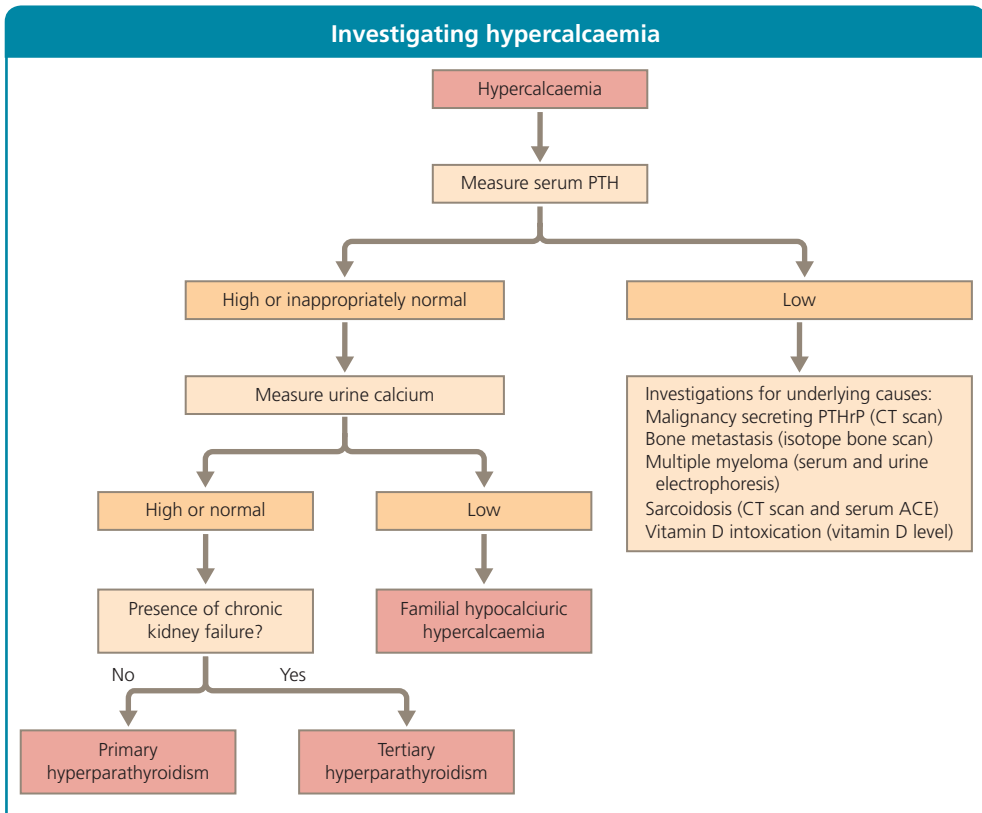 Investigating hypercalcaemia
Hypercalcaemia
Measure serum PTH
High or inappropriately normal
Low
Measure urine calcium
Investigations for underlying causes:
Malignancy secreting PTHrP (CT scan)
Bone metastasis (isotope bone scan)
Multiple myeloma (serum and urine
electrophoresis)
Sarcoidosis (CT scan and serum ACE)
Vitamin D intoxication (vitamin D level)
High or normal
Low
Presence of chronic
kidney failure?
Familial hypocalciuric
hypercalcaemia
No
Yes
Primary
hyperparathyroidism
Tertiary
hyperparathyroidism